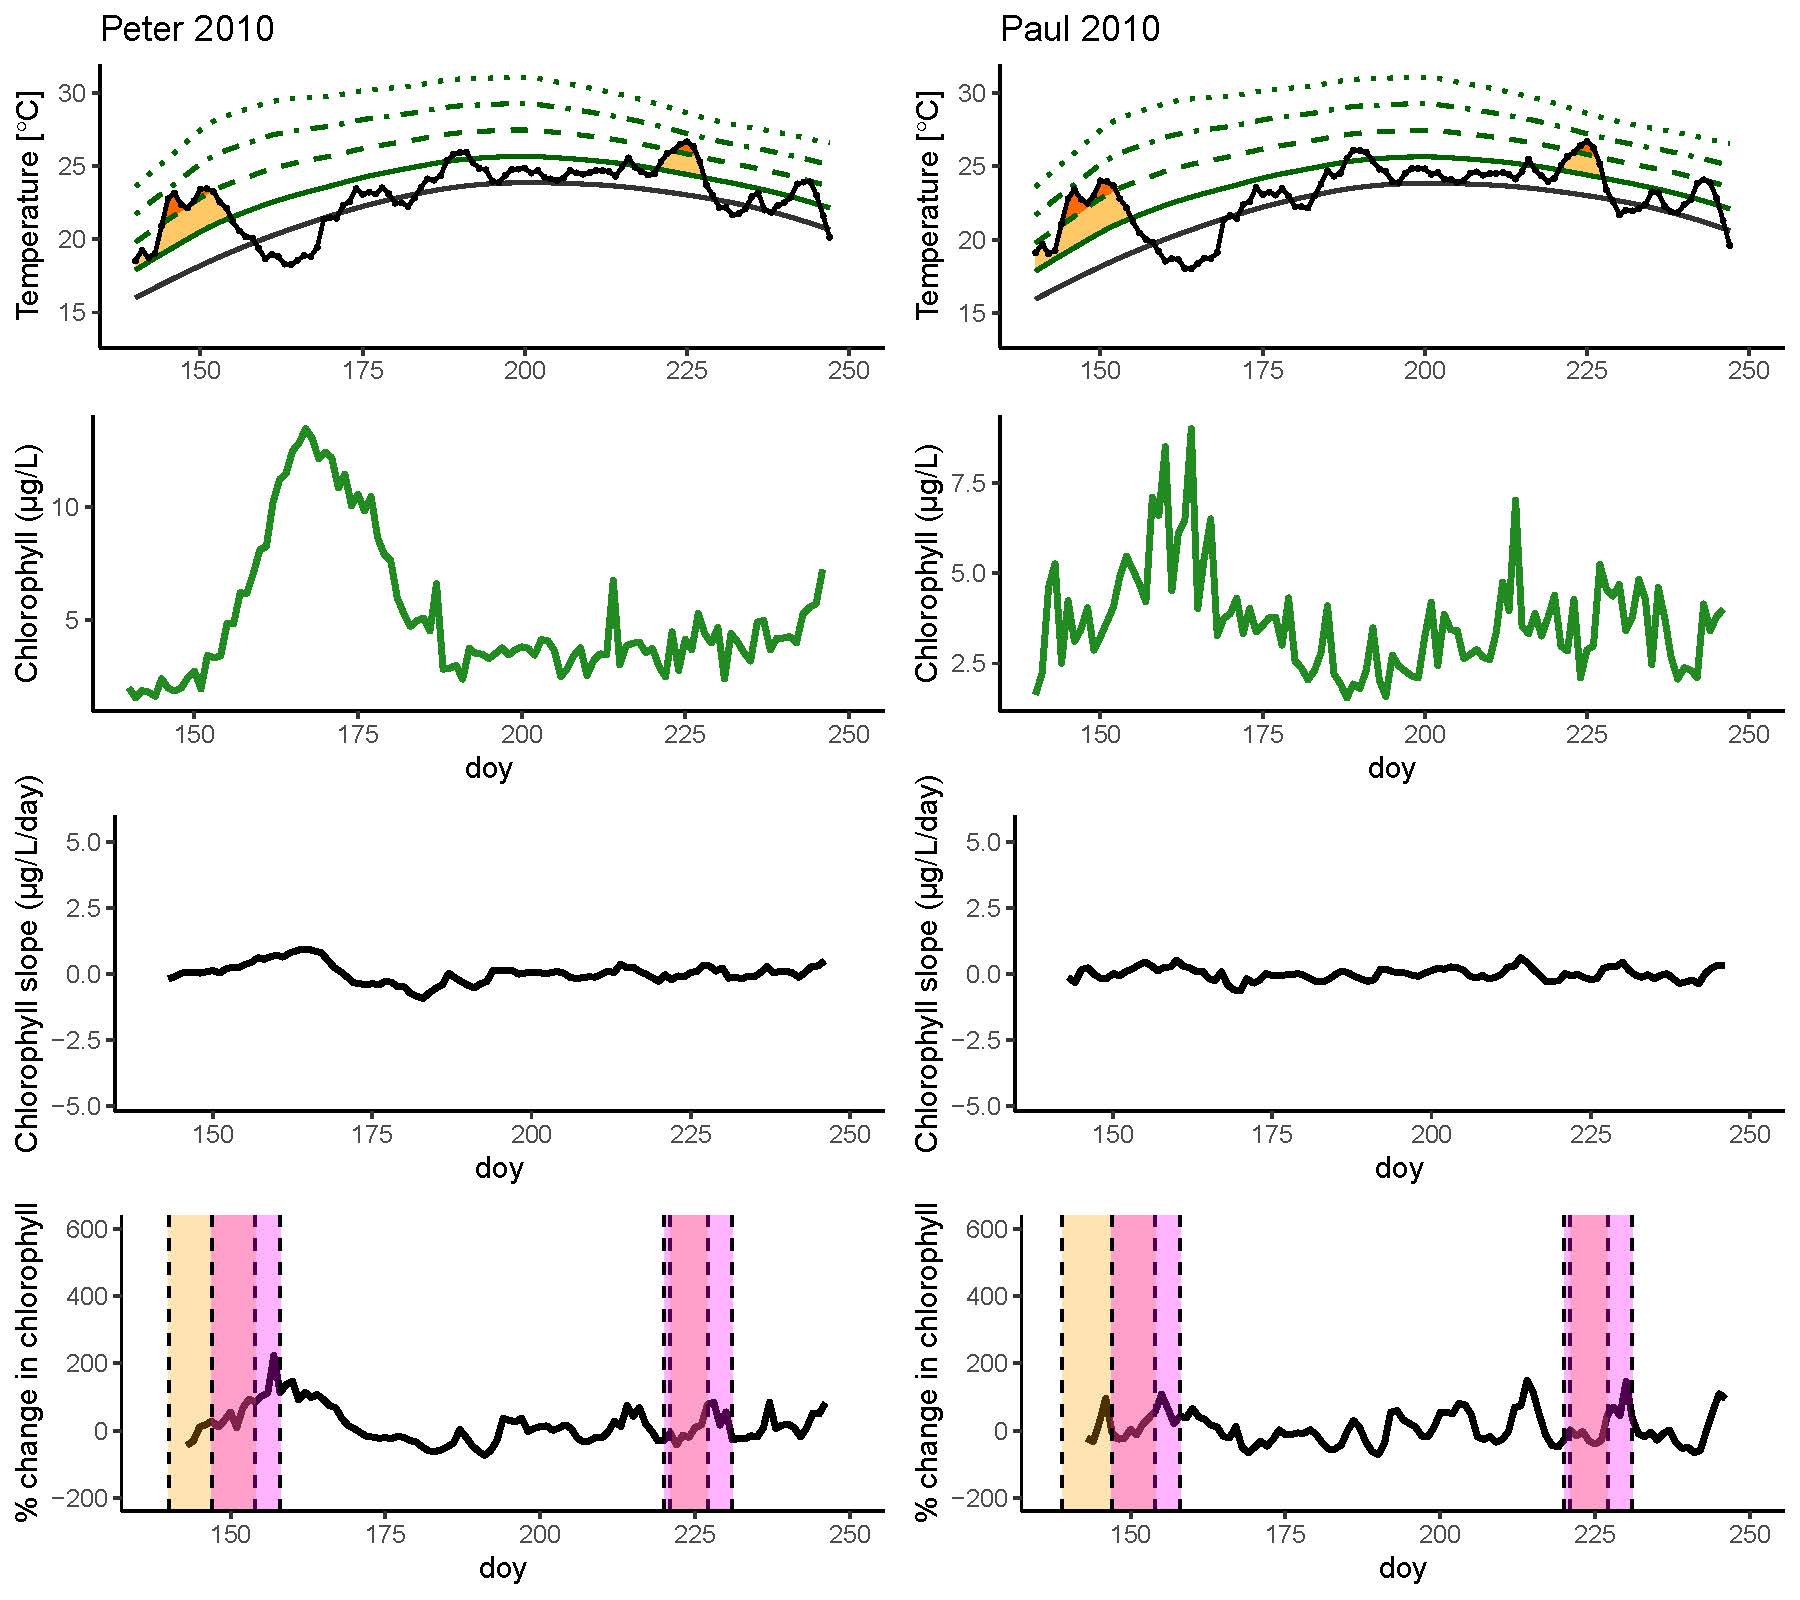 Peter 2010
Paul 2010
Temperature [°C]
30
25
20
15
150 175 200 225 250
Temperature [°C]
30
25
20
15
150 175 200 225 250
Chlorophyll (µg/L)
10
5
150 175 200 225 250
doy
Chlorophyll (µg/L)
7.5
5.0
2.5
150 175 200 225 250
doy
Chlorophyll slope (µg/L/day)
5.0
2.5
0.0
−2.5
−5.0
150 175 200 225 250
doy
Chlorophyll slope (µg/L/day)
5.0
2.5
0.0
−2.5
−5.0
150 175 200 225 250
doy
% change in chlorophyll
600
400
200
0
−200
150 175 200 225 250
doy
% change in chlorophyll
600
400
200
0
−200
150 175 200 225 250
doy